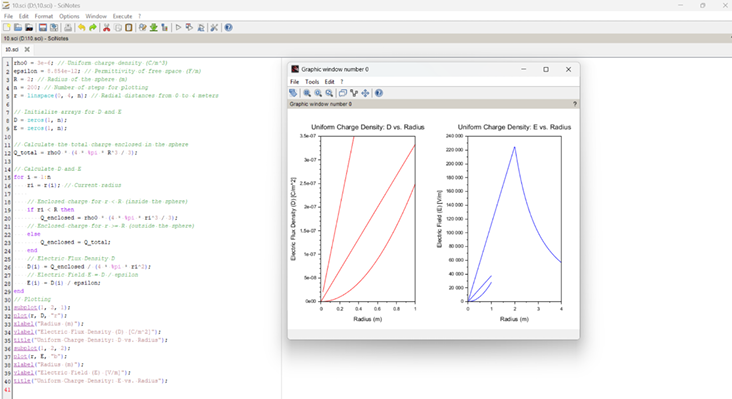 10.sci (D:\10.sci) - SciNotes
File Edit Format Options Window Execute ?
10.sci (D:\10.sci) - SciNotes
10.sci
1 rho0 = 3e-6; // Uniform charge density (C/m^3)
2 epsilon = 8.854e-12; // Permittivity of free space (F/m)
3 R = 2; // Radius of the sphere (m)
4 n = 200; // Number of steps for plotting
5 r = linspace(0, 4, n); // Radial distances from 0 to 4 meters
6
7 // Initialize arrays for D and E
8 D = zeros(1, n);
9 E = zeros(1, n);
10
11 // Calculate the total charge enclosed in the sphere
12 Q_total = rho0 * (4 * %pi * R^3 / 3);
13
14 // Calculate D and E
15 for i = 1:n
16 ri = r(i); // Current radius
17
18 // Enclosed charge for r < R (inside the sphere)
19 if ri < R then
20 Q_enclosed = rho0 * (4 * %pi * ri^3 / 3);
21 // Enclosed charge for r >= R (outside the sphere)
22 else
23 Q_enclosed = Q_total;
24 end
25 // Electric Flux Density D
26 D(i) = Q_enclosed / (4 * %pi * ri^2);
27 // Electric Field E = D / epsilon
28 E(i) = D(i) / epsilon;
29 end
30 // Plotting
31 subplot(1, 2, 1);
32 plot(r, D, "r");
33 xlabel("Radius (m)");
34 ylabel("Electric Flux Density (D) [C/m^2]");
35 title("Uniform Charge Density: D vs. Radius");
36 subplot(1, 2, 2);
37 plot(r, E, "b");
38 xlabel("Radius (m)");
39 ylabel("Electric Field (E) [V/m]");
40 title("Uniform Charge Density: E vs. Radius");
41
Graphic window number 0
File Tools Edit ?
Graphic window number 0
?
Uniform Charge Density: D vs. Radius
Electric Flux Density (D) [C/m^2]
3.5e-07
3e-07
2.5e-07
2e-07
1.5e-07
1e-07
5e-08
0e00
0 0.2 0.4 0.6 0.8 1
Radius (m)
Uniform Charge Density: E vs. Radius
Electric Field (E) [V/m]
240 000
220 000
200 000
180 000
160 000
140 000
120 000
100 000
80 000
60 000
40 000
20 000
0
0 1 2 3 4
Radius (m)